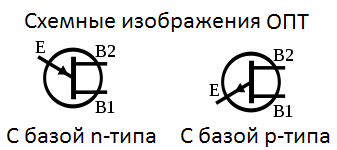 Схемные изображения ОПТ
E B2 B2
B1 E B1
С базой n-типа С базой p-типа